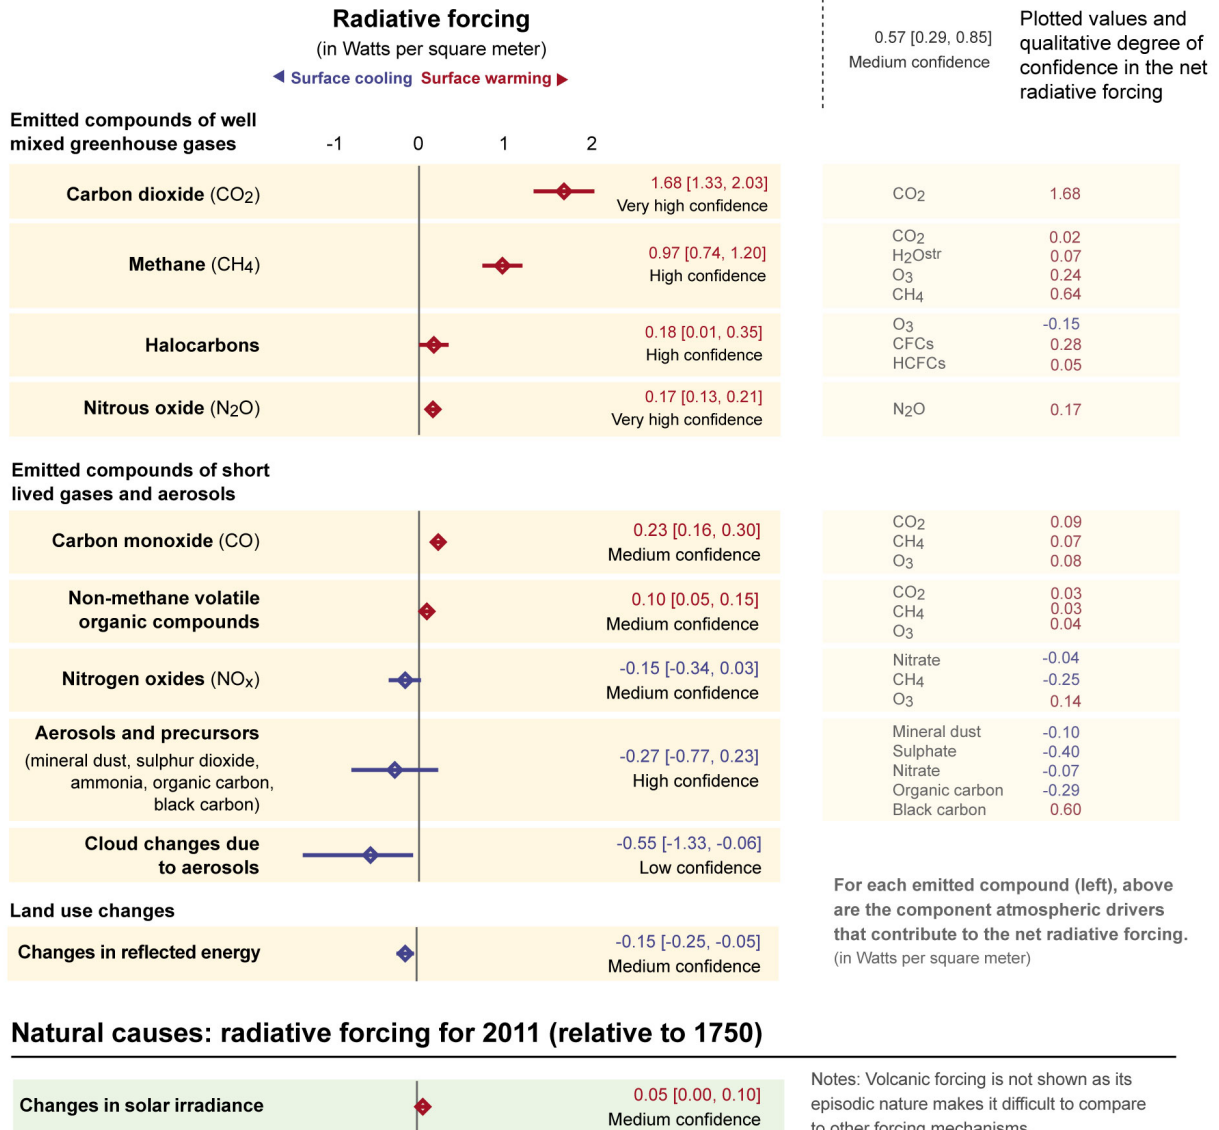 Radiative forcing
(in Watts per square meter)
Surface cooling Surface warming
0.57 [0.29, 0.85]
Medium confidence
Plotted values and
qualitative degree of
confidence in the net
radiative forcing
Emitted compounds of well
mixed greenhouse gases
-1 0 1 2
Carbon dioxide (CO2)
1.68 [1.33, 2.03]
Very high confidence
CO2 1.68
Methane (CH4)
0.97 [0.74, 1.20]
High confidence
CO2 0.02
H2Ostr 0.07
O3 0.24
CH4 0.64
Halocarbons
0.18 [0.01, 0.35]
High confidence
O3 -0.15
CFCs 0.28
HCFCs 0.05
Nitrous oxide (N2O)
0.17 [0.13, 0.21]
Very high confidence
N2O 0.17
Emitted compounds of short
lived gases and aerosols
Carbon monoxide (CO)
0.23 [0.16, 0.30]
Medium confidence
CO2 0.09
CH4 0.07
O3 0.08
Non-methane volatile
organic compounds
0.10 [0.05, 0.15]
Medium confidence
CO2 0.03
CH4 0.03
O3 0.04
Nitrogen oxides (NOx)
-0.15 [-0.34, 0.03]
Medium confidence
Nitrate -0.04
CH4 -0.25
O3 0.14
Aerosols and precursors
(mineral dust, sulphur dioxide,
ammonia, organic carbon,
black carbon)
-0.27 [-0.77, 0.23]
High confidence
Mineral dust -0.10
Sulphate -0.40
Nitrate -0.07
Organic carbon -0.29
Black carbon 0.60
Cloud changes due
to aerosols
-0.55 [-1.33, -0.06]
Low confidence
For each emitted compound (left), above
are the component atmospheric drivers
that contribute to the net radiative forcing.
(in Watts per square meter)
Land use changes
Changes in reflected energy
-0.15 [-0.25, -0.05]
Medium confidence
Natural causes: radiative forcing for 2011 (relative to 1750)
Changes in solar irradiance
0.05 [0.00, 0.10]
Medium confidence
Notes: Volcanic forcing is not shown as its
episodic nature makes it difficult to compare
to other forcing mechanisms